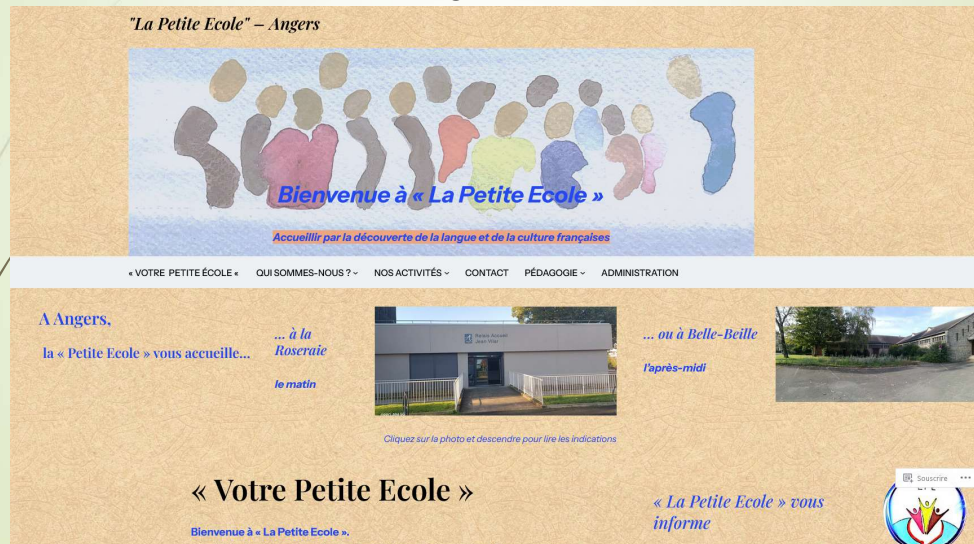 "La Petite Ecole" – Angers
Bienvenue à « La Petite Ecole »
Accueillir par la découverte de la langue et de la culture françaises
« VOTRE PETITE ÉCOLE «
QUI SOMMES-NOUS ?
NOS ACTIVITÉS
CONTACT
PÉDAGOGIE
ADMINISTRATION
A Angers,
la « Petite Ecole » vous accueille…
… à la
Roseraie
le matin
… ou à Belle-Beille
l'après-midi
Cliquez sur la photo et descendre pour lire les indications
« Votre Petite Ecole »
Bienvenue à « La Petite Ecole ».
« La Petite Ecole » vous
informe
Souscrire